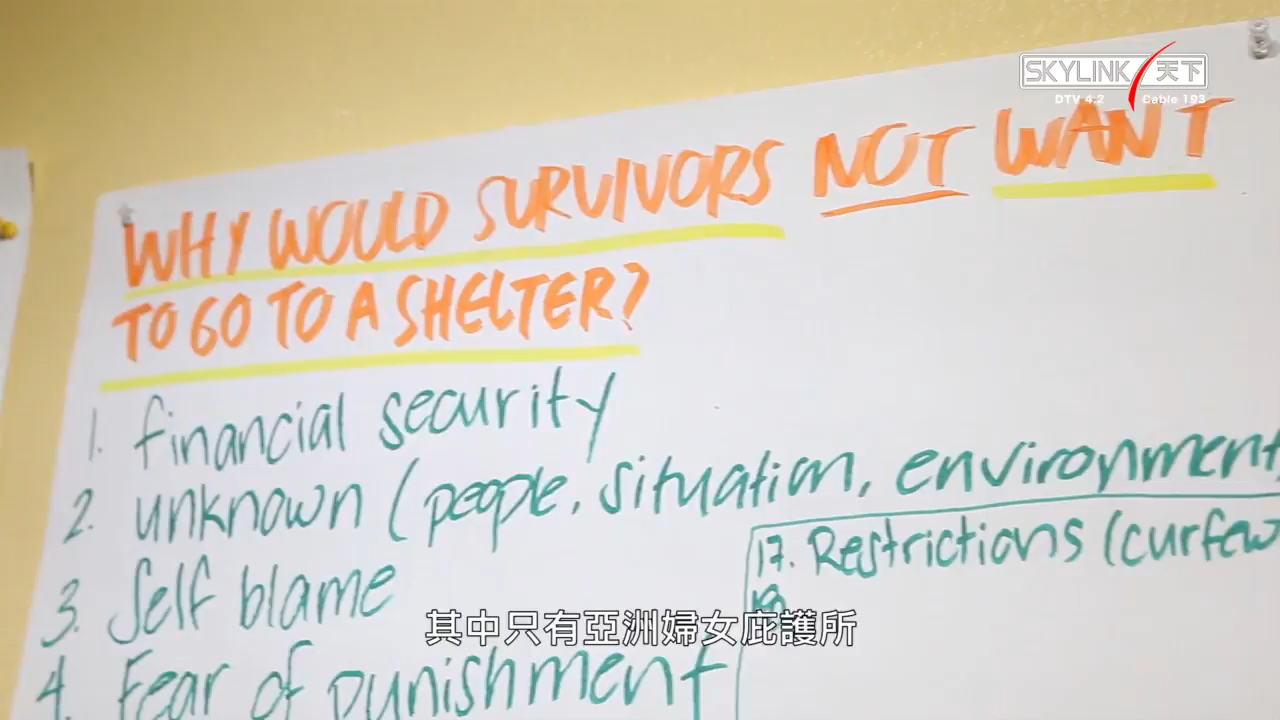 SKYLINK 天下
DTV 4.2 Cable 193
WHY WOULD SURVIVORS NOT WANT
TO GO TO A SHELTER?
1. financial security
2. unknown (people, situation, environment,
17. Restrictions (curfew
3. Self blame
18.
4. Fear of punishment
其中只有亞洲婦女庇護所